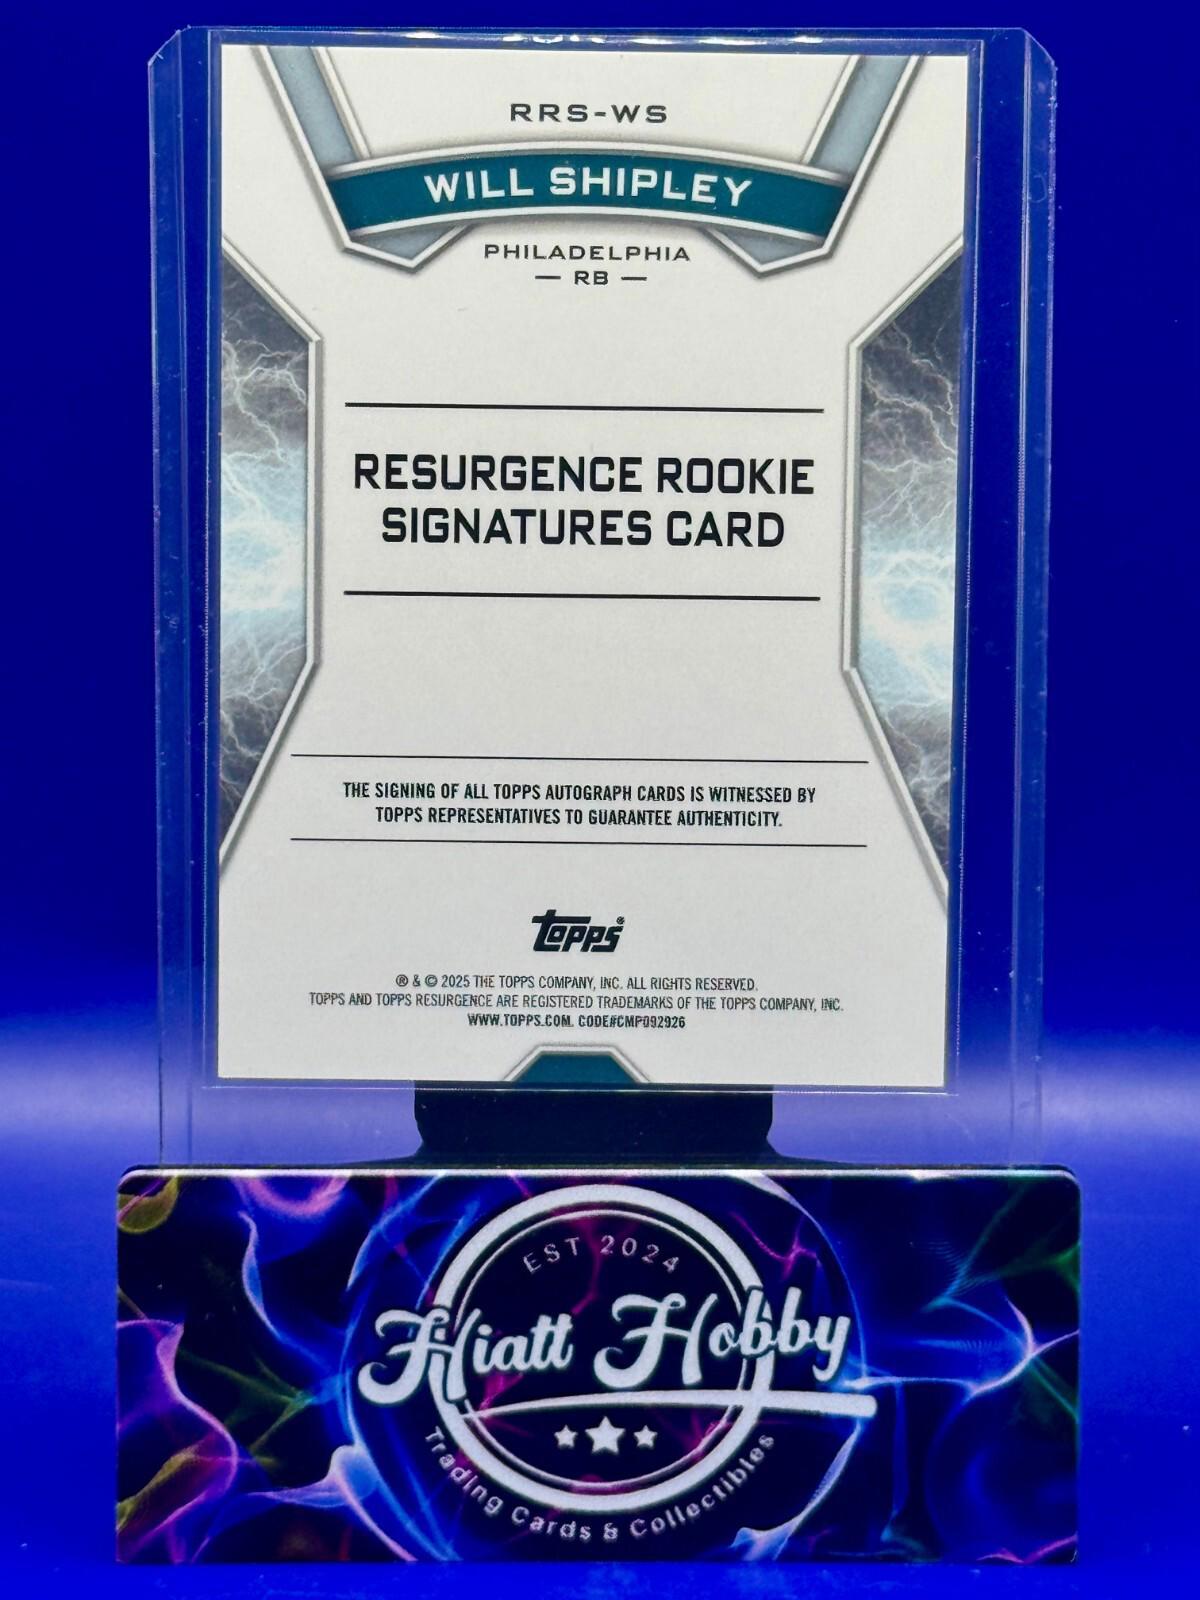 RRS-WS
WILL SHIPLEY
PHILADELPHIA
— RB —
RESURGENCE ROOKIE
SIGNATURES CARD
THE SIGNING OF ALL TOPPS AUTOGRAPH CARDS IS WITNESSED BY
TOPPS REPRESENTATIVES TO GUARANTEE AUTHENTICITY.
topps®
® & © 2025 THE TOPPS COMPANY, INC. ALL RIGHTS RESERVED.
TOPPS AND TOPPS RESURGENCE ARE REGISTERED TRADEMARKS OF THE TOPPS COMPANY, INC.
WWW.TOPPS.COM. CODE#CMP092926
EST 2024
Hiatt Hobby
Trading Cards & Collectibles